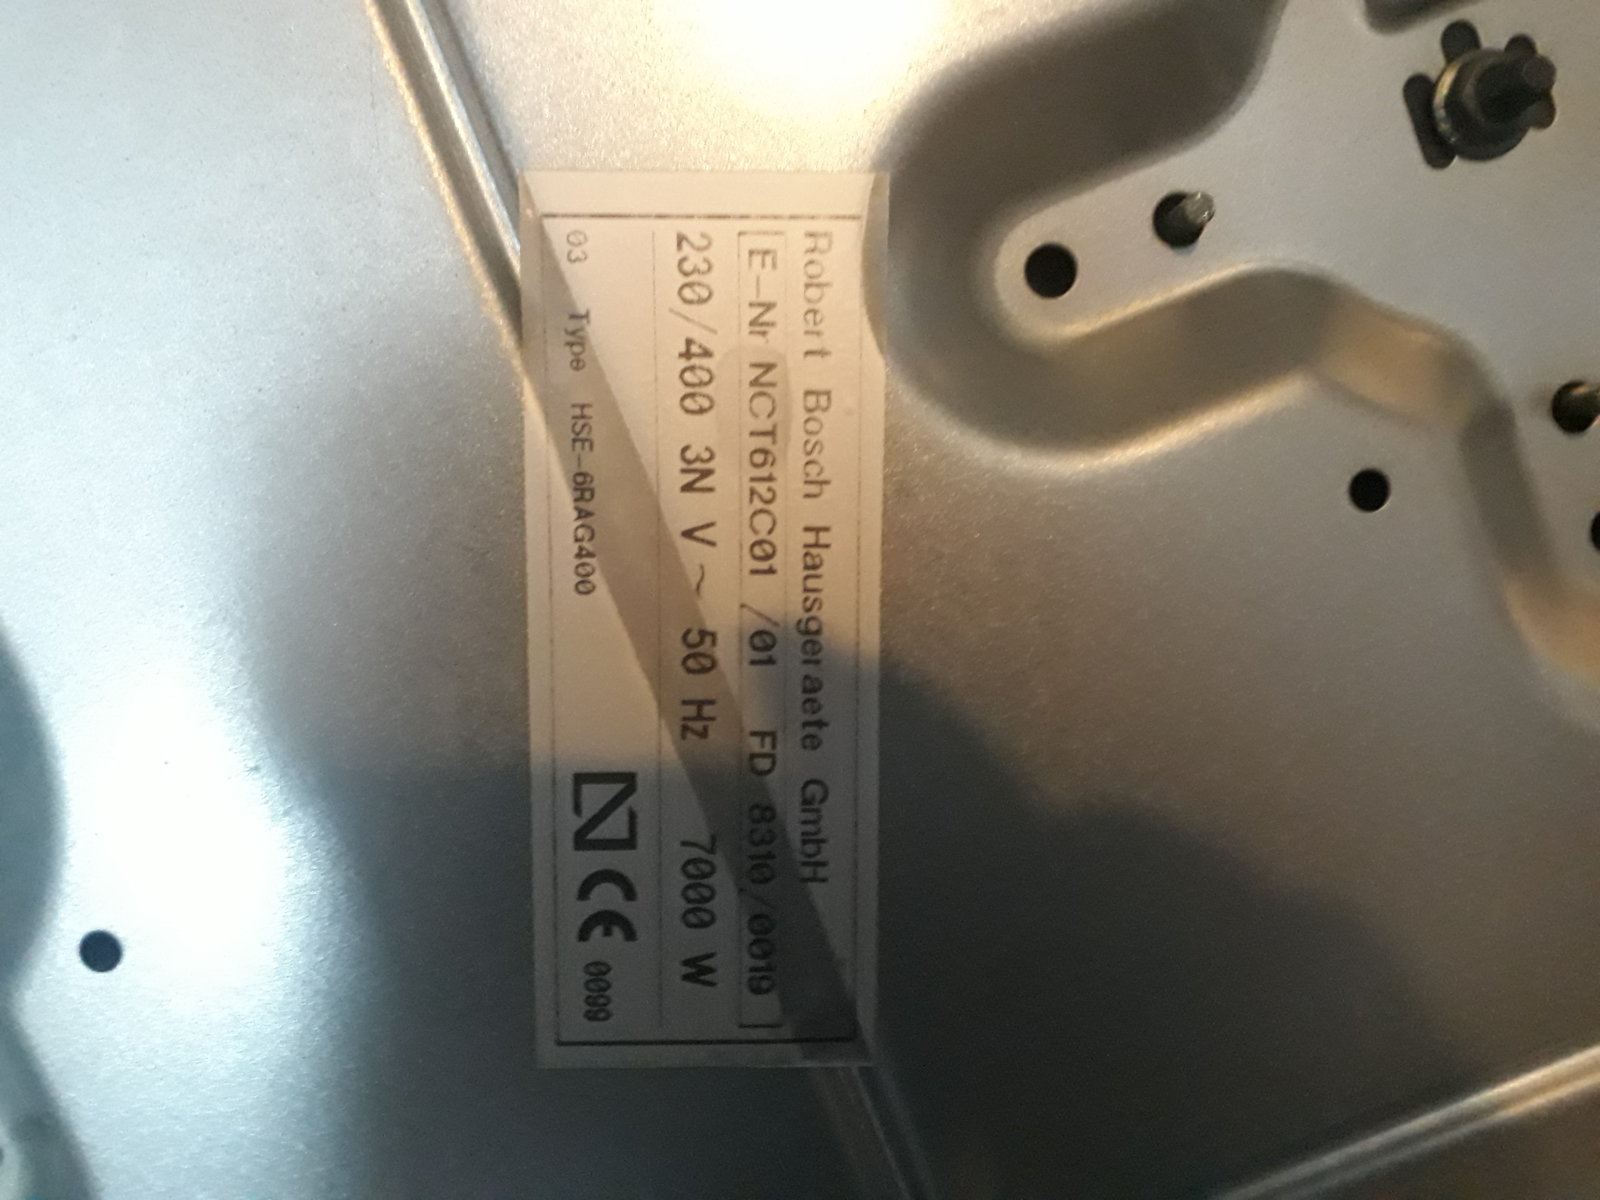 Robert Bosch Hausgeraete GmbH
E-Nr NCT612C01 /01 FD 8310/0019
230/400 3N V ~ 50 Hz 7000 W
03 Type HSE-6RAG400 CE 0099